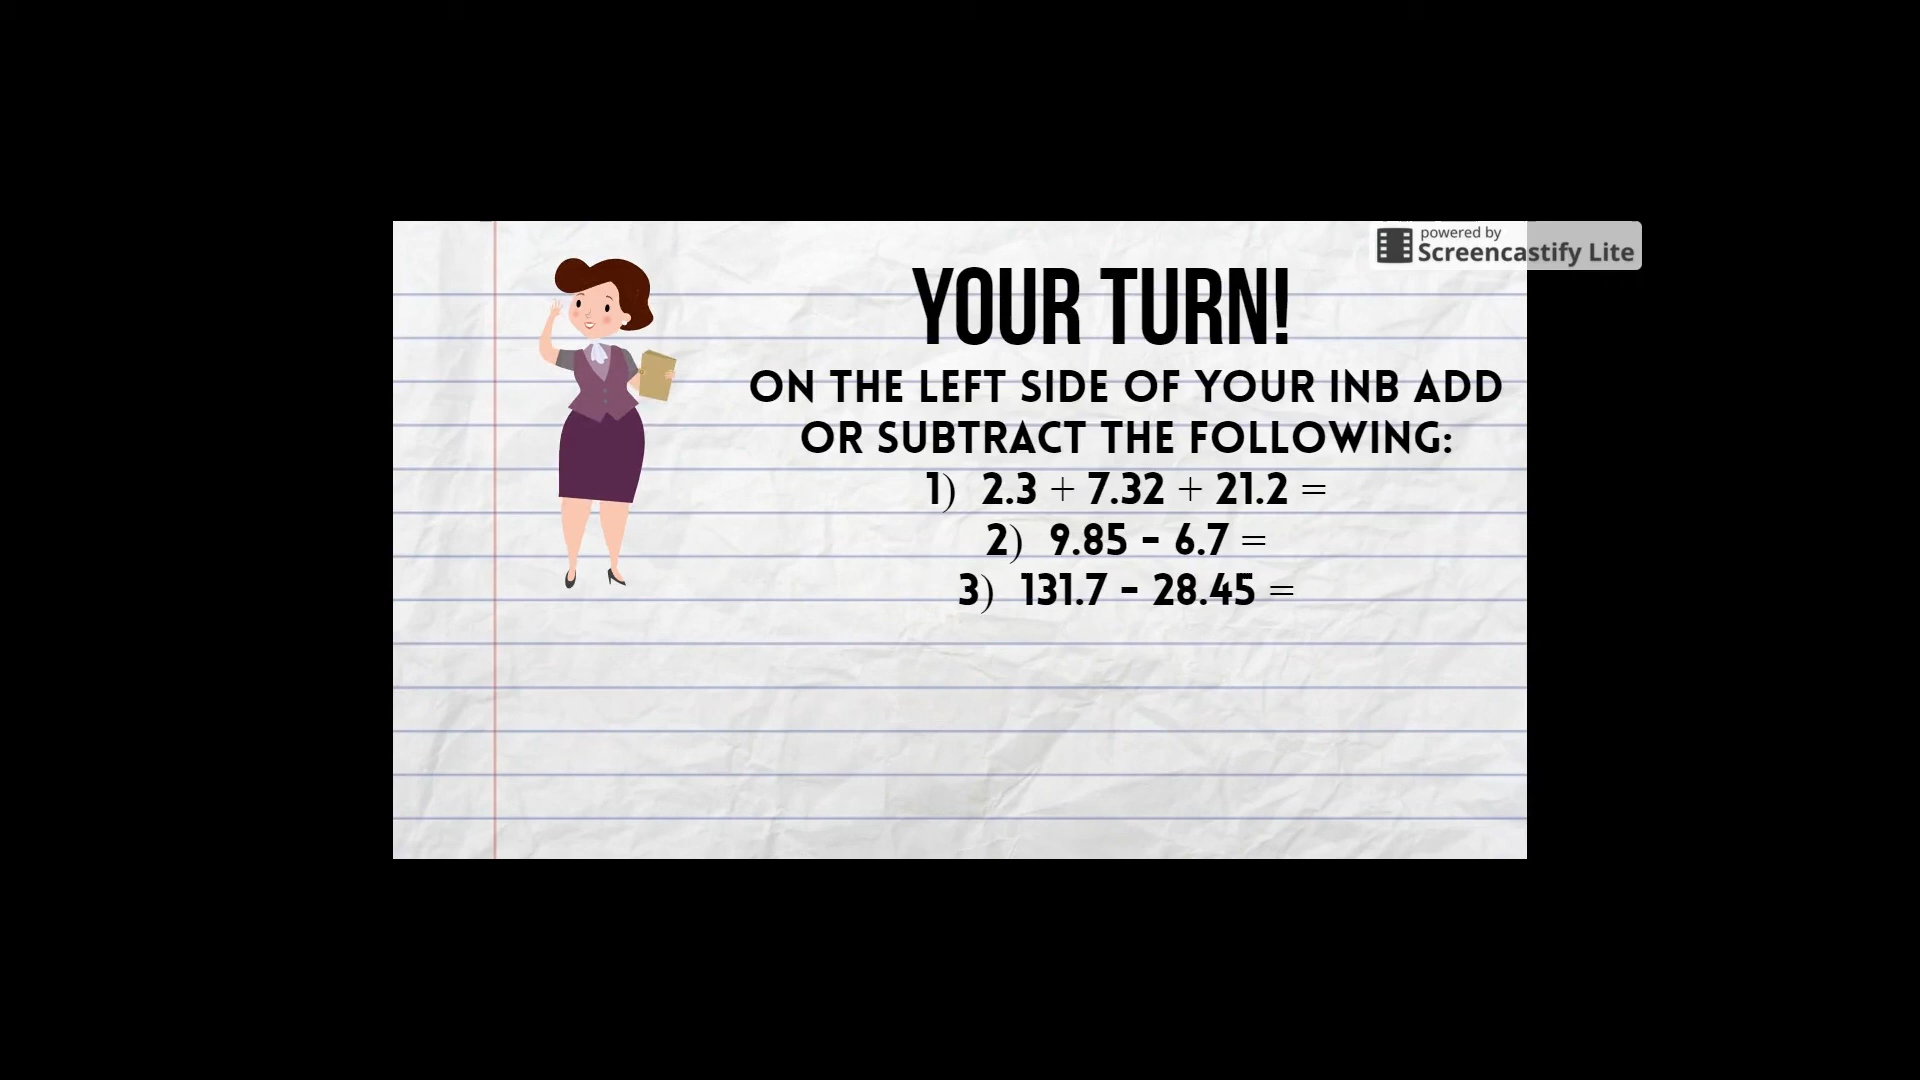 powered by
Screencastify Lite
YOUR TURN!
ON THE LEFT SIDE OF YOUR INB ADD
OR SUBTRACT THE FOLLOWING:
1) 2.3 + 7.32 + 21.2 =
2) 9.85 - 6.7 =
3) 131.7 - 28.45 =